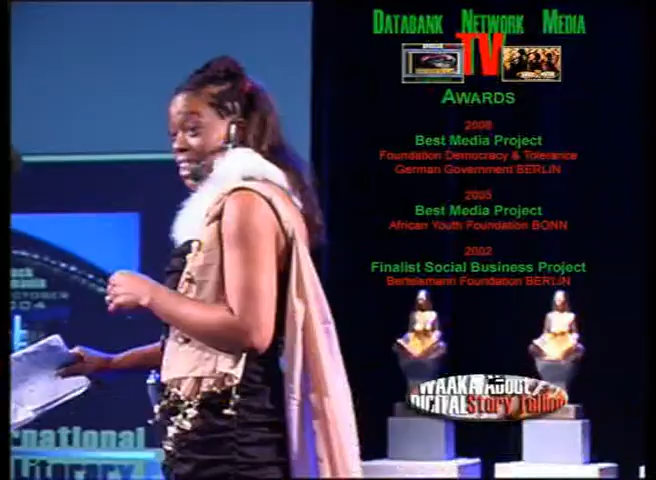 DATABANK NETWORK MEDIA
TV
AWARDS
2008
Best Media Project
Foundation Democracy & Tolerance
German Government BERLIN
2005
Best Media Project
African Youth Foundation BONN
2002
Finalist Social Business Project
Bertelsmann Foundation BERLIN
WAAKA ABOUT
DIGITAL Story Telling
national
Literary